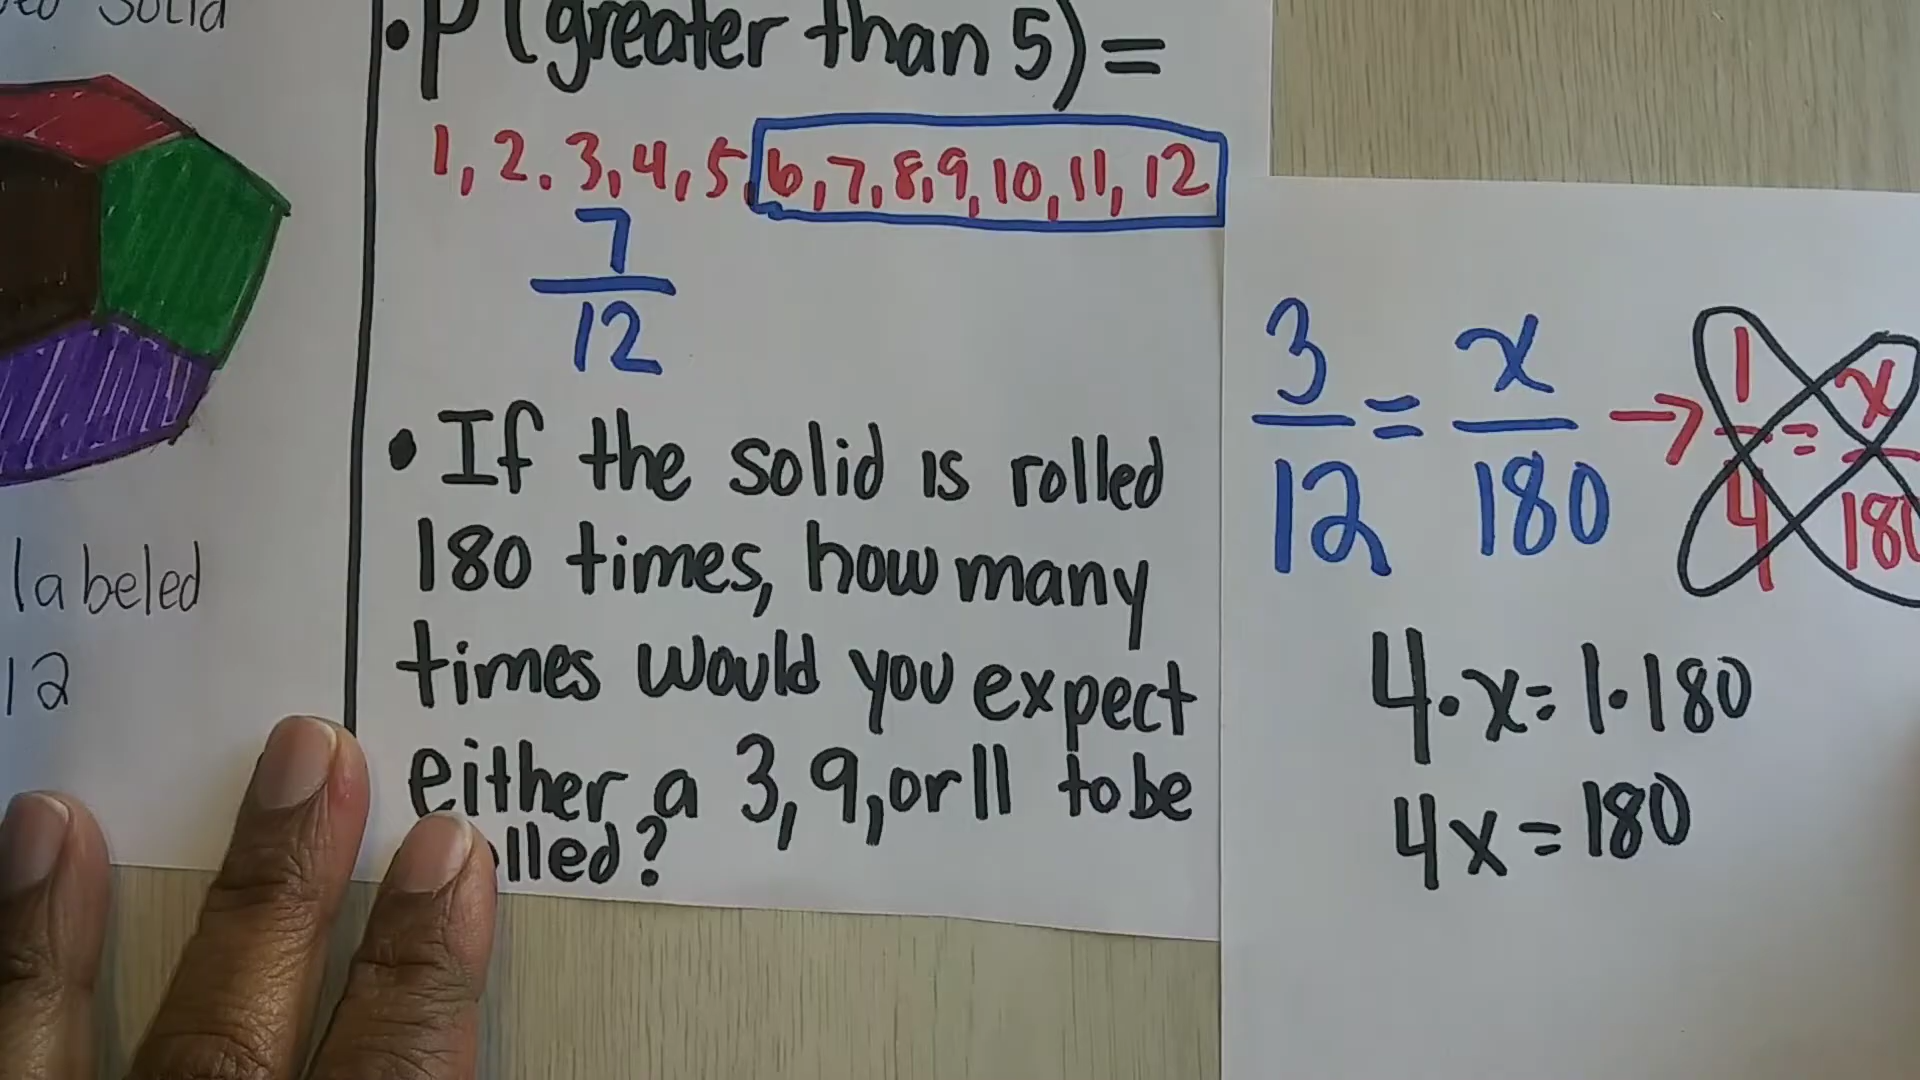 Solid
labeled
12
• P (greater than 5) =
1, 2. 3, 4, 5, 6, 7, 8, 9, 10, 11, 12
7
12
• If the solid is rolled
180 times, how many
times would you expect
either a 3, 9, or 11 to be
lled?
3/12 = x/180 → 1/4 = x/180
4 · x = 1 · 180
4x = 180